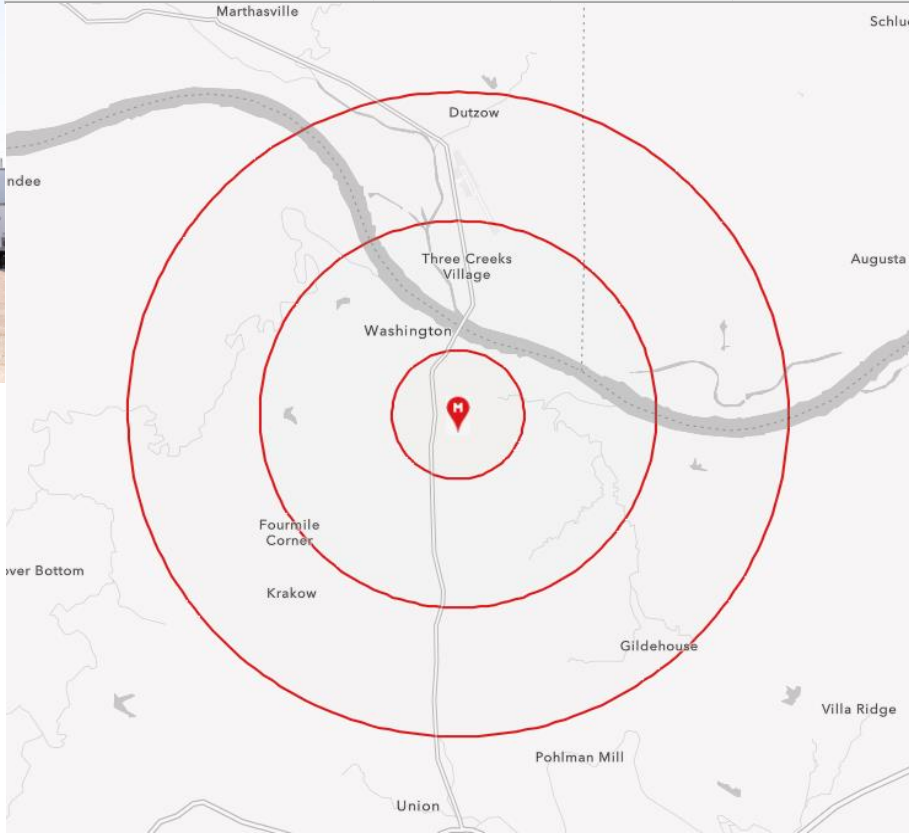 Marthasville
Schlu
Dutzow
ndee
Three Creeks
Village
Augusta
Washington
M
Fourmile
Corner
over Bottom
Krakow
Gildehouse
Villa Ridge
Pohlman Mill
Union